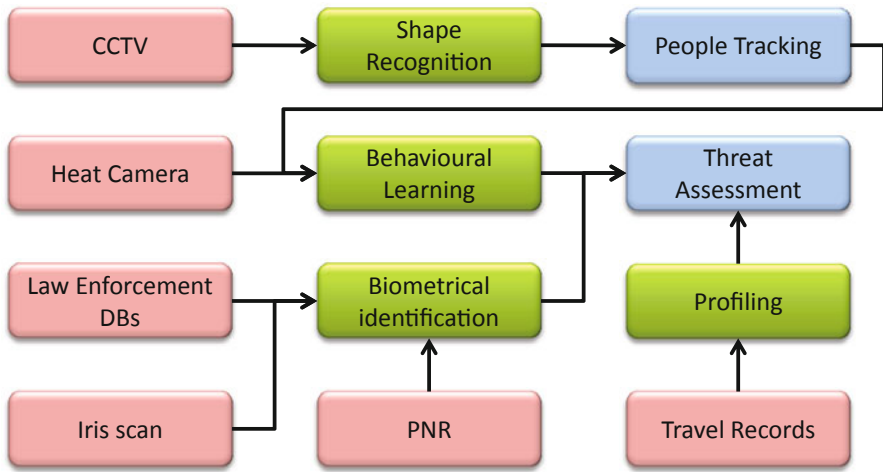 CCTV
Shape
Recognition
People Tracking
Heat Camera
Behavioural
Learning
Threat
Assessment
Law Enforcement
DBs
Biometrical
identification
Profiling
Iris scan
PNR
Travel Records